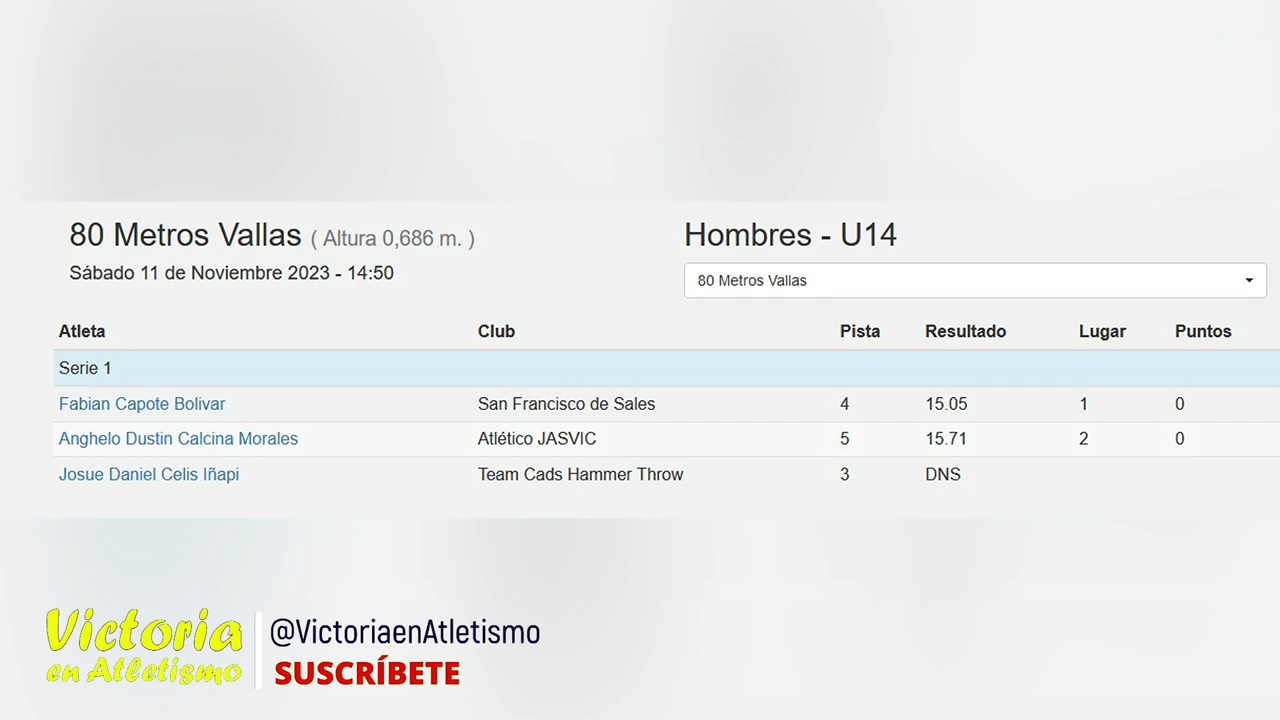 80 Metros Vallas ( Altura 0,686 m. )
Sábado 11 de Noviembre 2023 - 14:50
Hombres - U14
80 Metros Vallas
Atleta Club Pista Resultado Lugar Puntos
Serie 1
Fabian Capote Bolivar San Francisco de Sales 4 15.05 1 0
Anghelo Dustin Calcina Morales Atlético JASVIC 5 15.71 2 0
Josue Daniel Celis Iñapi Team Cads Hammer Throw 3 DNS
Victoria
en Atletismo
@VictoriaenAtletismo
SUSCRÍBETE